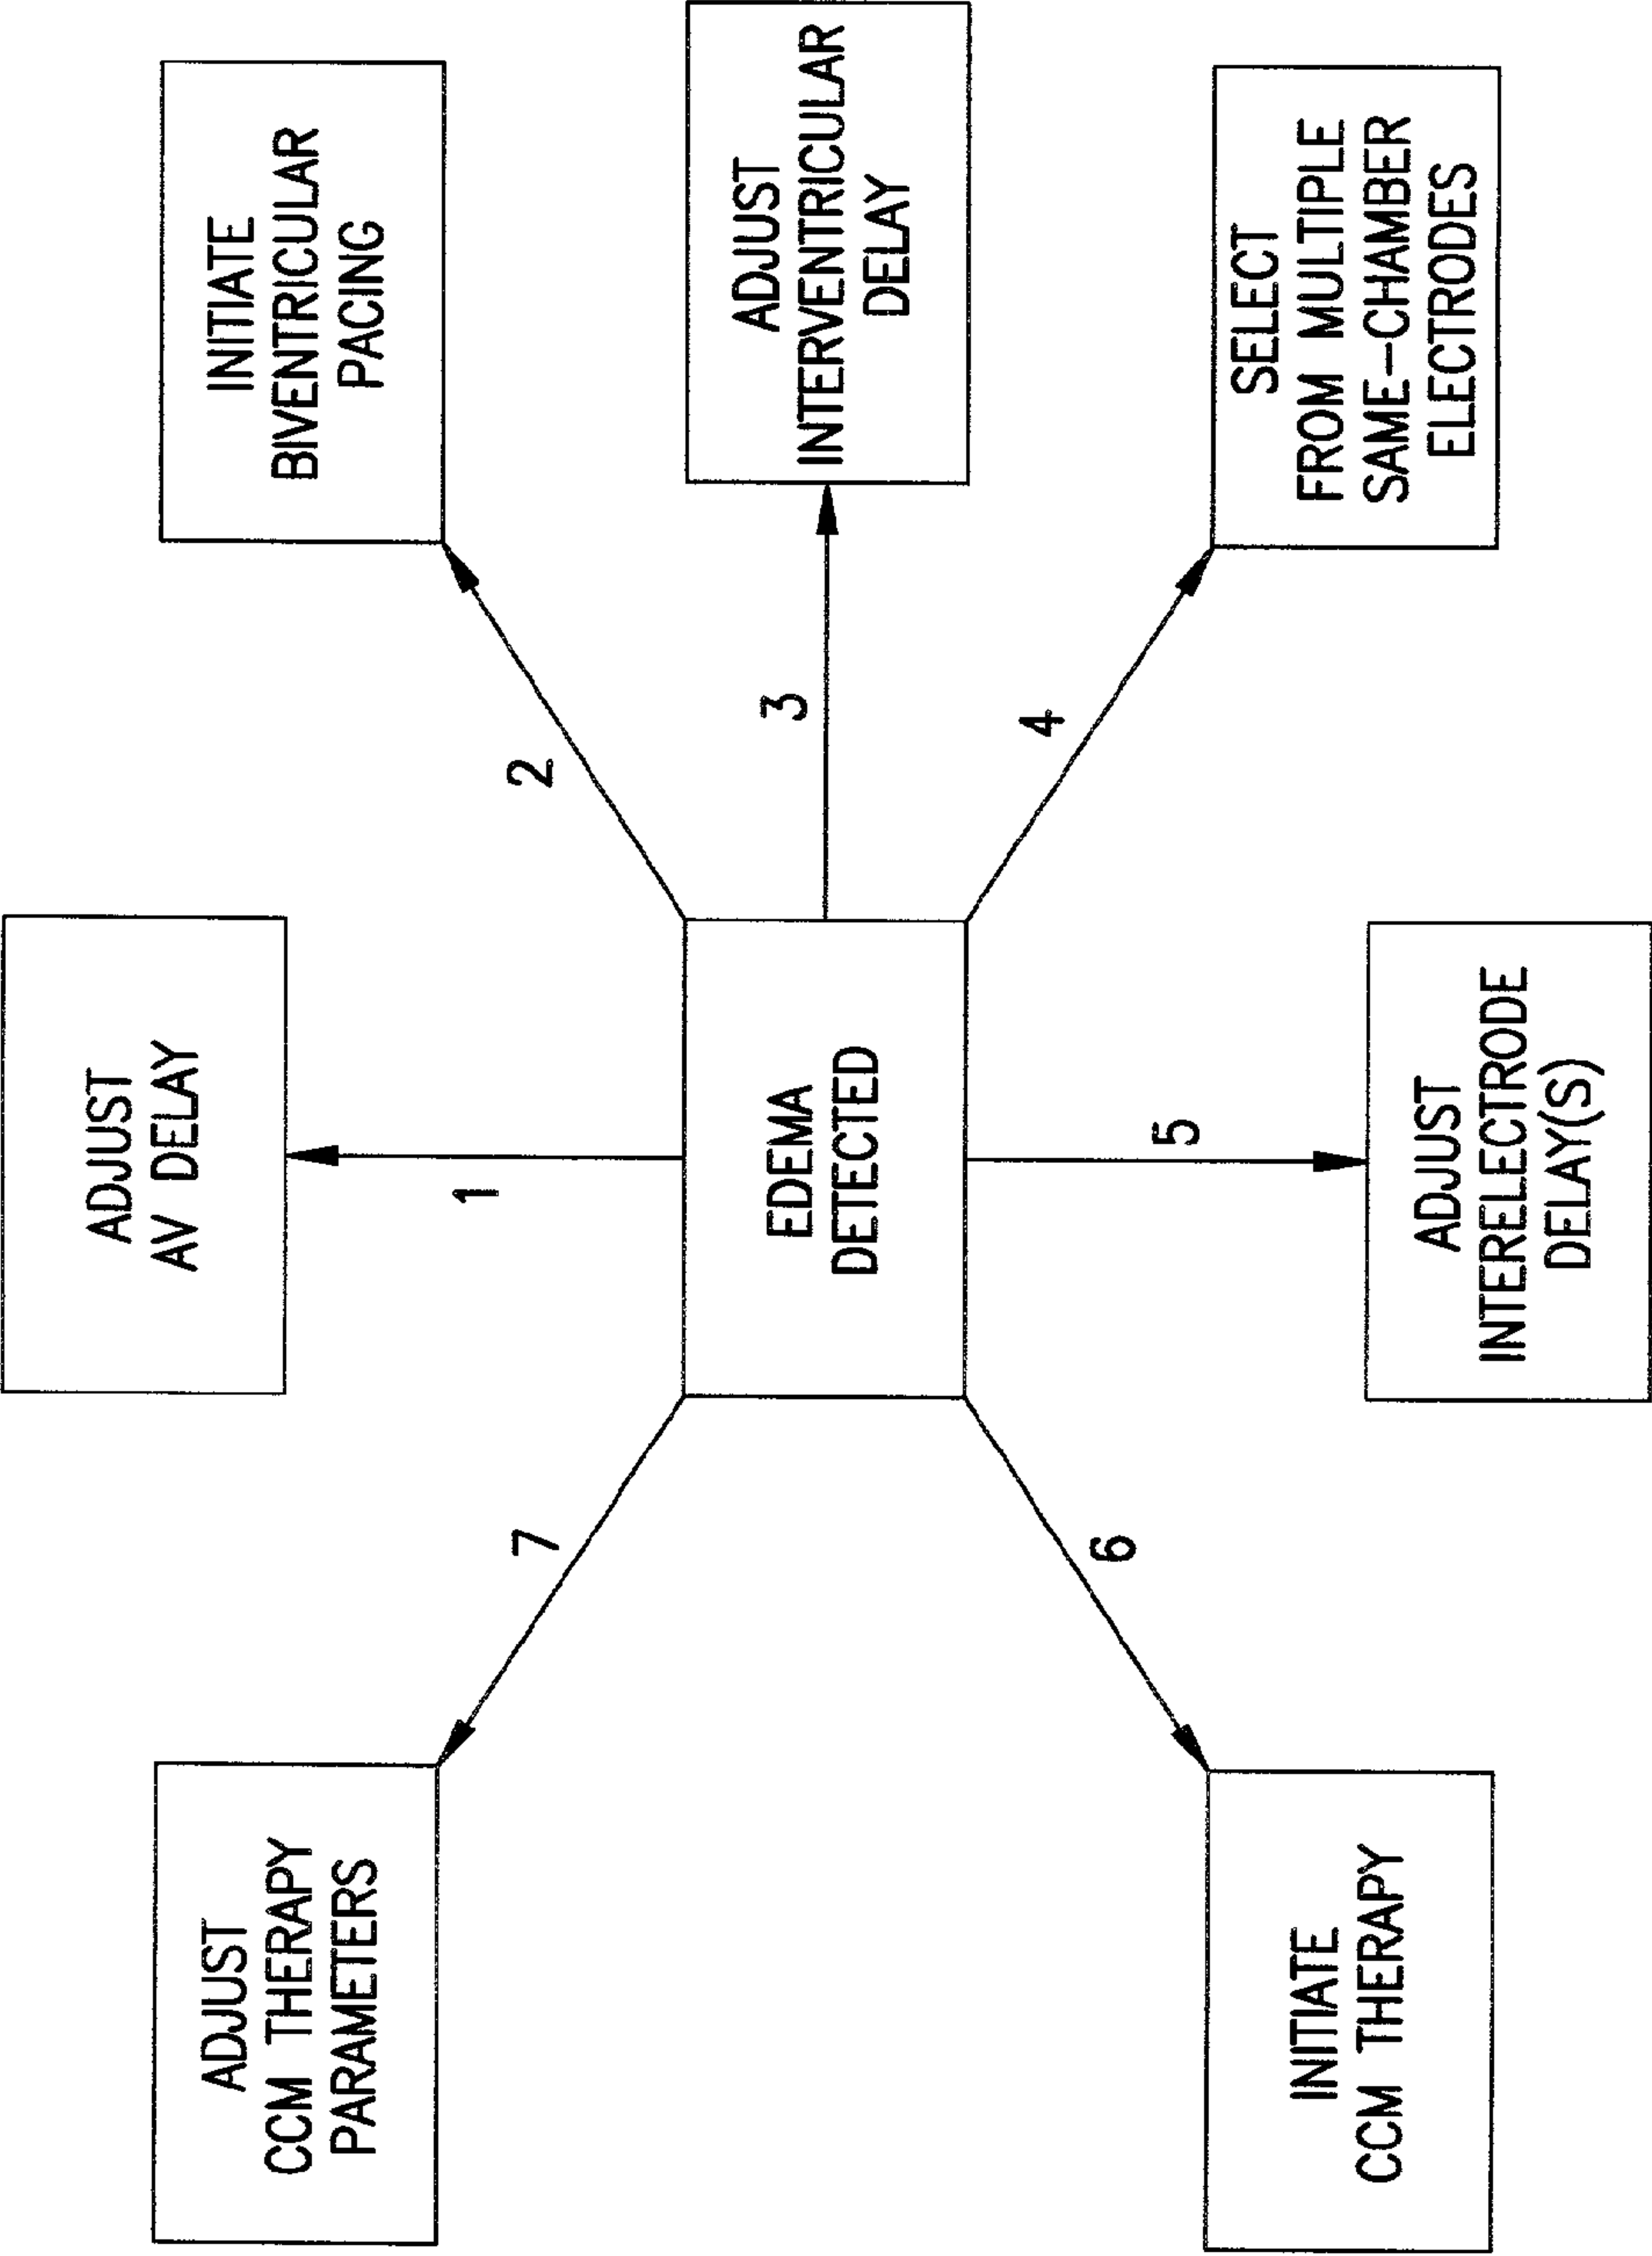 ADJUST
AV DELAY
1
INITIATE
BIVENTRICULAR
PACING
2
ADJUST
INTERVENTRICULAR
DELAY
3
SELECT
FROM MULTIPLE
SAME-CHAMBER
ELECTRODES
4
ADJUST
INTERELECTRODE
DELAY(S)
5
INITIATE
CCM THERAPY
6
ADJUST
CCM THERAPY
PARAMETERS
7
EDEMA
DETECTED